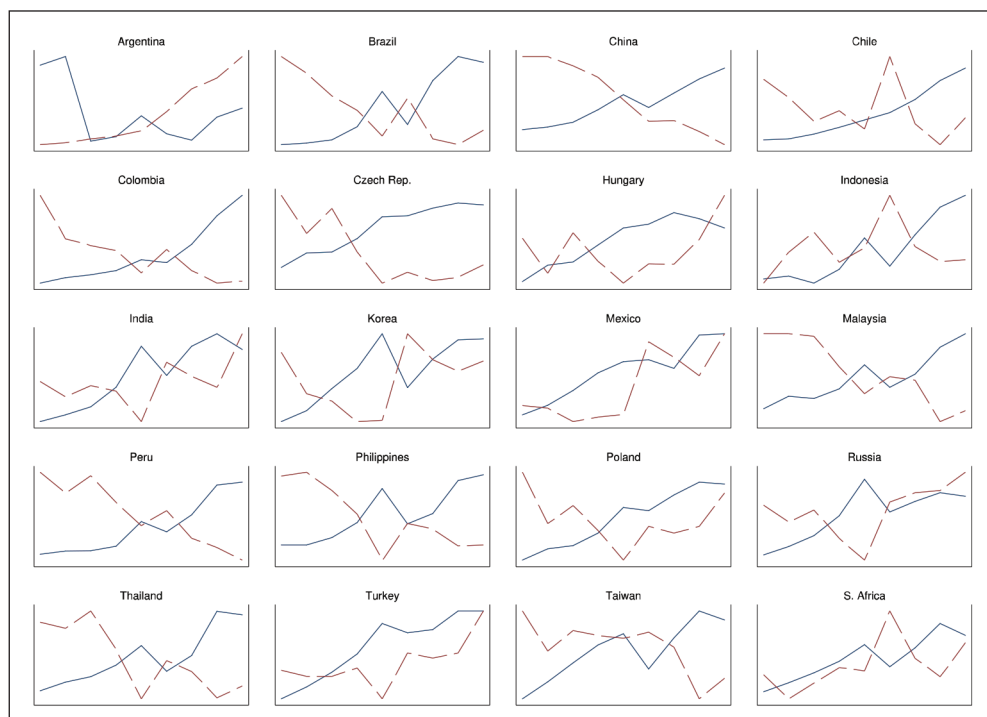 Argentina
Brazil
China
Chile
Colombia
Czech Rep.
Hungary
Indonesia
India
Korea
Mexico
Malaysia
Peru
Philippines
Poland
Russia
Thailand
Turkey
Taiwan
S. Africa